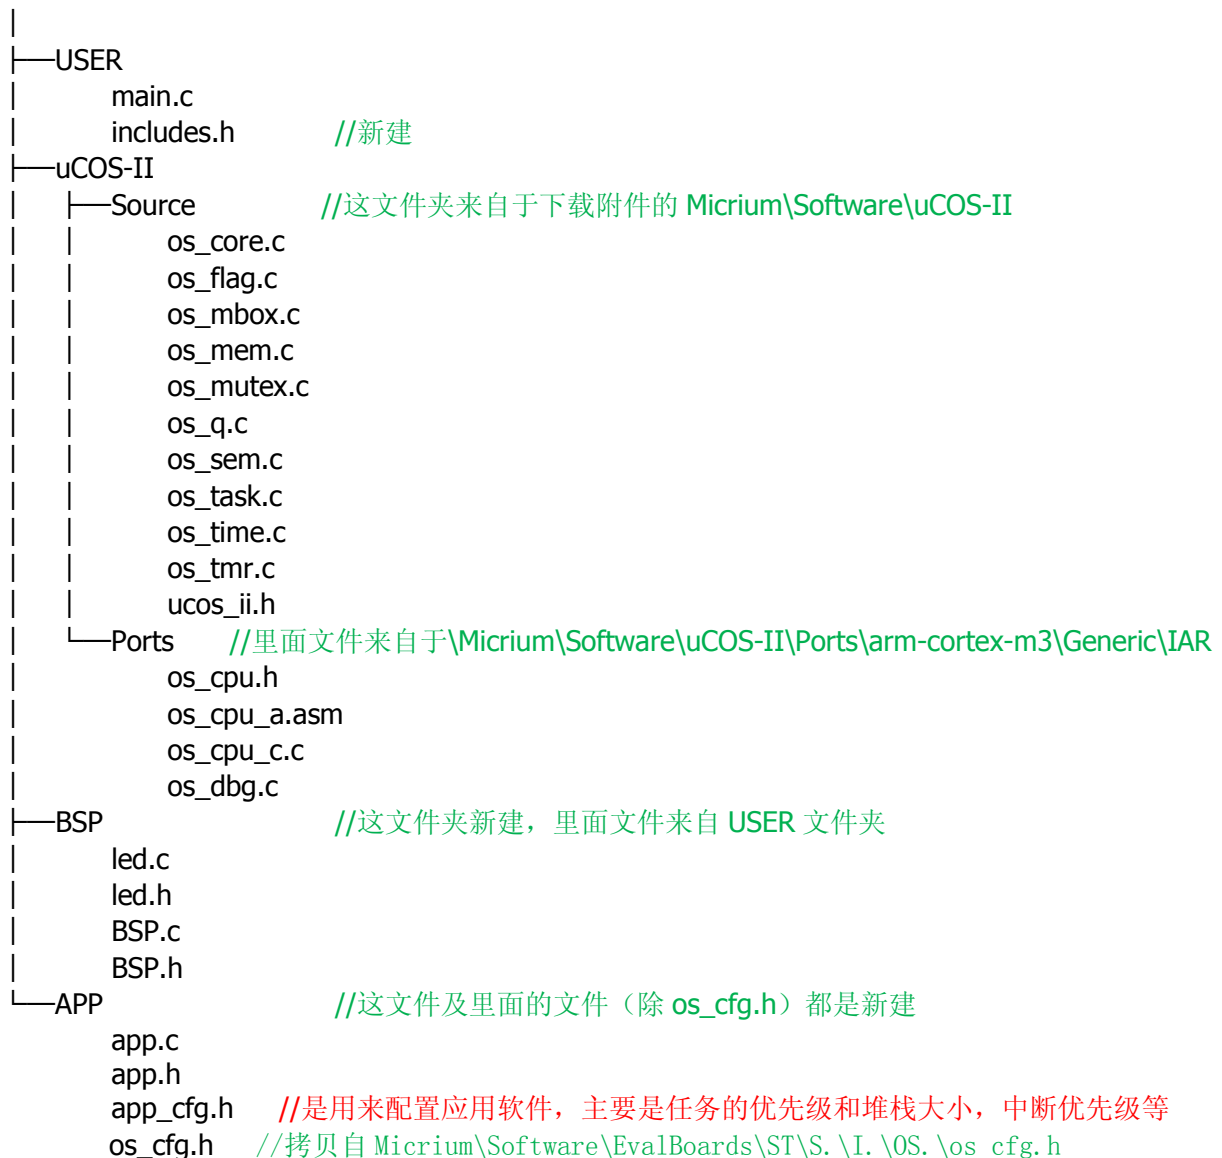 │
├──USER
│ main.c
│ includes.h //新建
├──uCOS-II
│ ├──Source //这文件夹来自于下载附件的 Micrium\Software\uCOS-II
│ │ os_core.c
│ │ os_flag.c
│ │ os_mbox.c
│ │ os_mem.c
│ │ os_mutex.c
│ │ os_q.c
│ │ os_sem.c
│ │ os_task.c
│ │ os_time.c
│ │ os_tmr.c
│ │ ucos_ii.h
│ └──Ports //里面文件来自于\Micrium\Software\uCOS-II\Ports\arm-cortex-m3\Generic\IAR
│ os_cpu.h
│ os_cpu_a.asm
│ os_cpu_c.c
│ os_dbg.c
├──BSP //这文件夹新建，里面文件来自 USER 文件夹
│ led.c
│ led.h
│ BSP.c
│ BSP.h
└──APP //这文件及里面的文件（除 os_cfg.h）都是新建
app.c
app.h
app_cfg.h //是用来配置应用软件，主要是任务的优先级和堆栈大小，中断优先级等
os_cfg.h //拷贝自 Micrium\Software\EvalBoards\ST\S.\I.\OS.\os_cfg.h